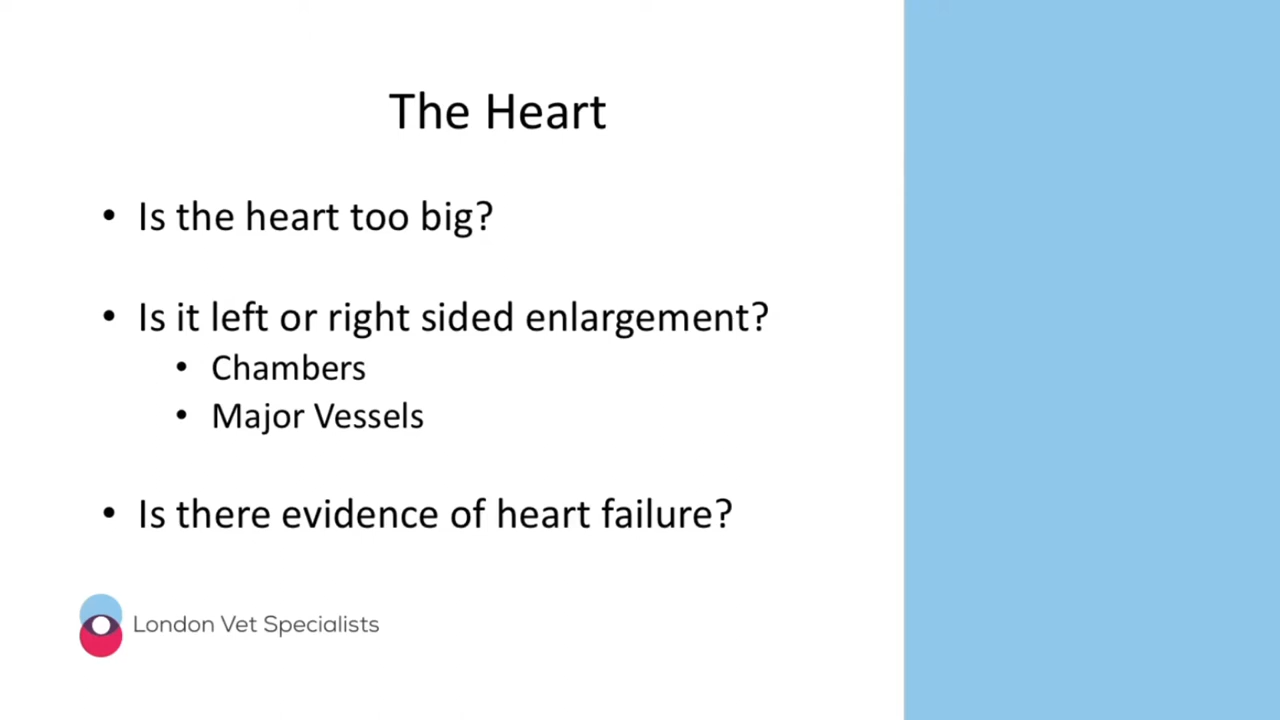 The Heart
• Is the heart too big?
• Is it left or right sided enlargement?
• Chambers
• Major Vessels
• Is there evidence of heart failure?
London Vet Specialists